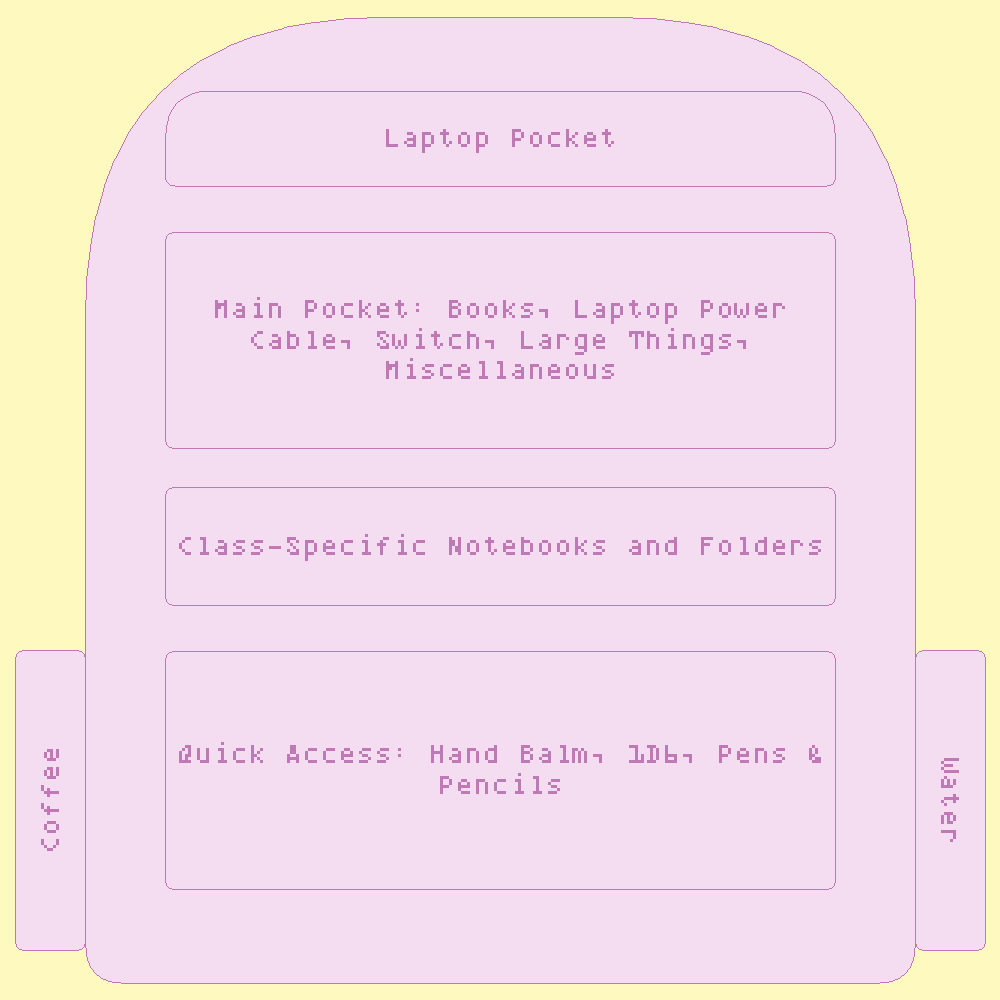 Laptop Pocket
Main Pocket: Books, Laptop Power
Cable, Switch, Large Things,
Miscellaneous
Class-Specific Notebooks and Folders
Quick Access: Hand Balm, 1D6, Pens &
Pencils
Coffee
Water